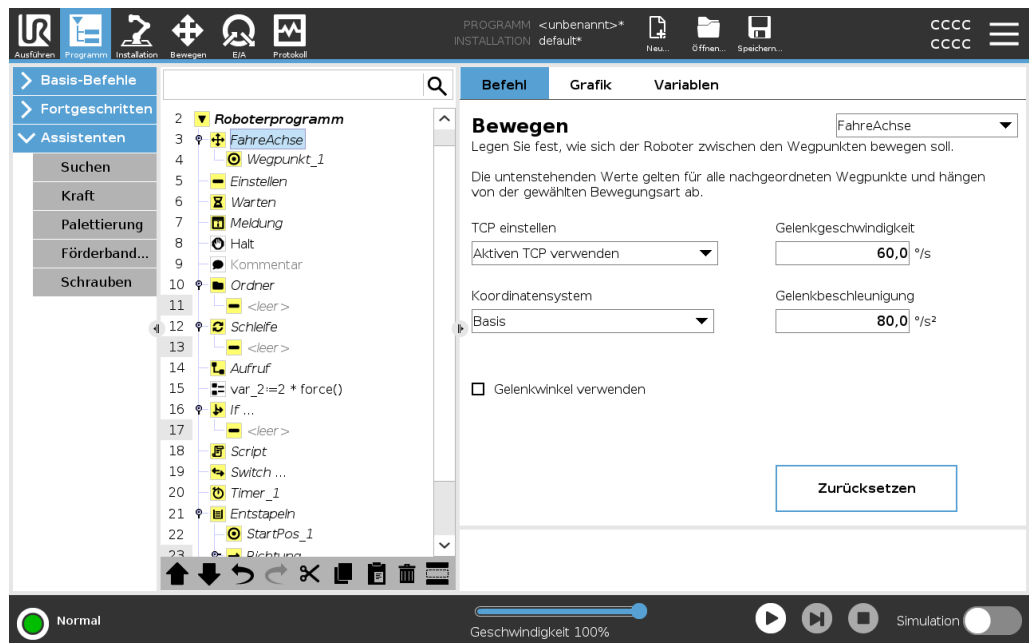 UR
PROGRAMM <unbenannt>*
INSTALLATION default*
CCCC
CCCC
Ausführen Programm Installation Bewegen E/A Protokoll Neu... Öffnen... Speichern...
Basis-Befehle
Fortgeschritten
Assistenten
Suchen
Kraft
Palettierung
Förderband...
Schrauben
2 Roboterprogramm
3 FahreAchse
4 Wegpunkt_1
5 Einstellen
6 Warten
7 Meldung
8 Halt
9 Kommentar
10 Ordner
11 <leer>
12 Schleife
13 <leer>
14 Aufruf
15 var_2≔2 * force()
16 If ...
17 <leer>
18 Script
19 Switch ...
20 Timer_1
21 Entstapeln
22 StartPos_1
23 Richtung
Befehl Grafik Variablen
Bewegen FahreAchse
Legen Sie fest, wie sich der Roboter zwischen den Wegpunkten bewegen soll.
Die untenstehenden Werte gelten für alle nachgeordneten Wegpunkte und hängen
von der gewählten Bewegungsart ab.
TCP einstellen Gelenkgeschwindigkeit
Aktiven TCP verwenden 60,0 °/s
Koordinatensystem Gelenkbeschleunigung
Basis 80,0 °/s²
Gelenkwinkel verwenden
Zurücksetzen
Normal
Geschwindigkeit 100%
Simulation